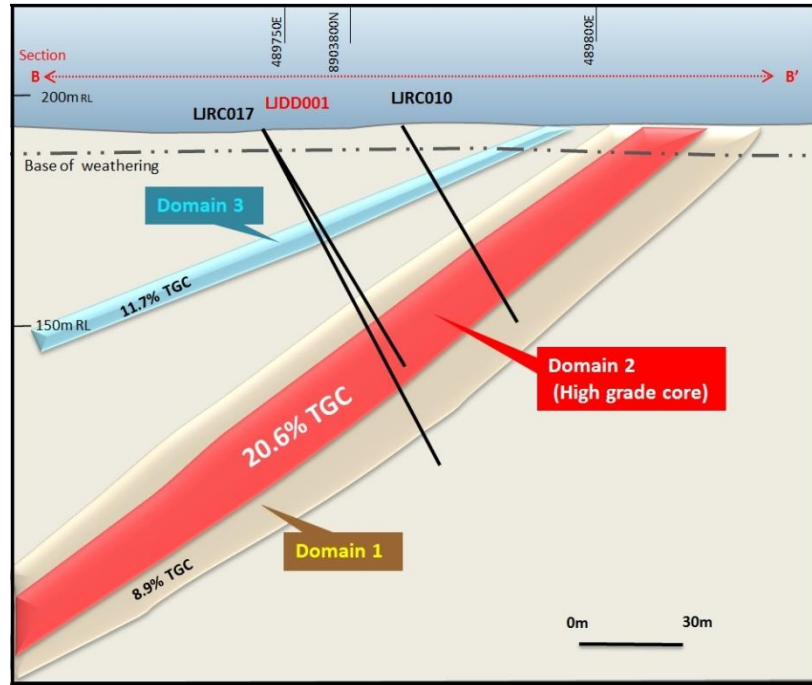 489750E
8903800N
489800E
Section
B
B'
200m RL
LJRC017
LJDD001
LJRC010
Base of weathering
Domain 3
11.7% TGC
150m RL
Domain 2
(High grade core)
20.6% TGC
Domain 1
8.9% TGC
0m
30m